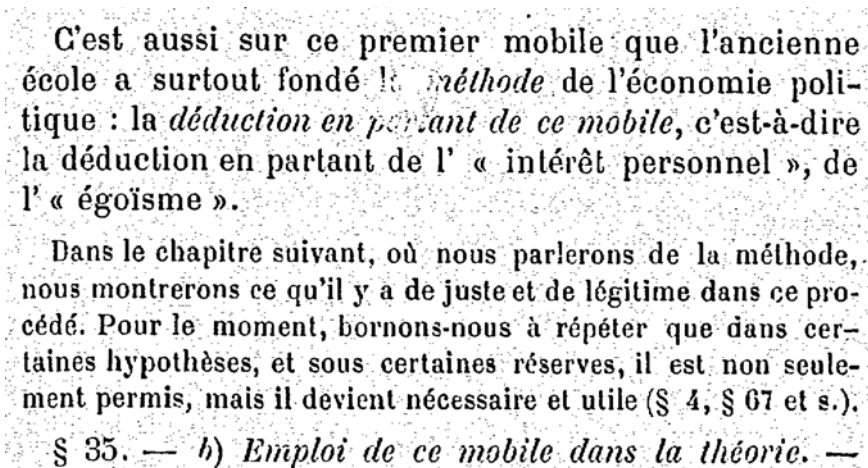 C'est aussi sur ce premier mobile que l'ancienne
école a surtout fondé la méthode de l'économie poli-
tique : la déduction en partant de ce mobile, c'est-à-dire
la déduction en partant de l' « intérêt personnel », de
l' « égoïsme ».
Dans le chapitre suivant, où nous parlerons de la méthode,
nous montrerons ce qu'il y a de juste et de légitime dans ce pro-
cédé. Pour le moment, bornons-nous à répéter que dans cer-
taines hypothèses, et sous certaines réserves, il est non seule-
ment permis, mais il devient nécessaire et utile (§ 4, § 67 et s.).
§ 35. — b) Emploi de ce mobile dans la théorie. —